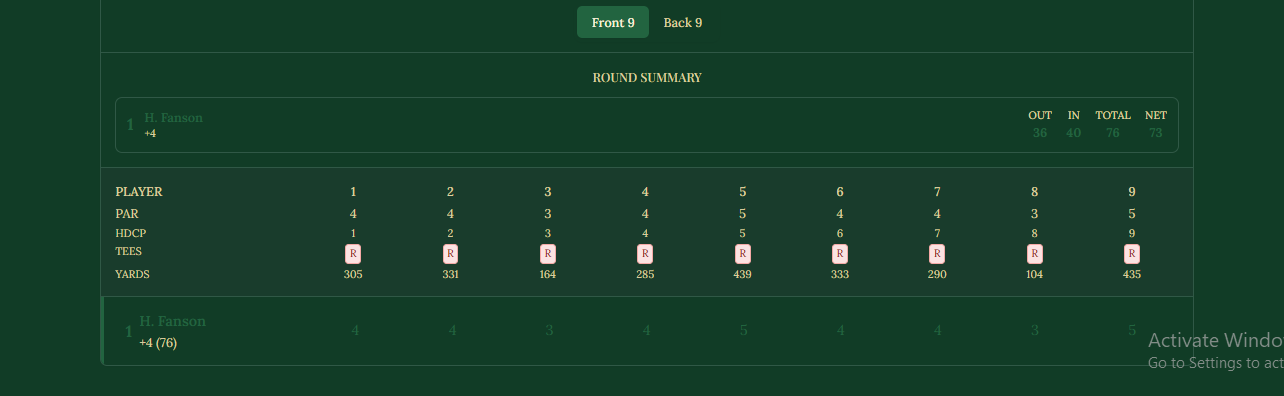 Front 9 Back 9
ROUND SUMMARY
1 H. Fanson
+4
OUT IN TOTAL NET
36 40 76 73
PLAYER 1 2 3 4 5 6 7 8 9
PAR 4 4 3 4 5 4 4 3 5
HDCP 1 2 3 4 5 6 7 8 9
TEES R R R R R R R R R
YARDS 305 331 164 285 439 333 290 104 435
1 H. Fanson 4 4 3 4 5 4 4 3 5
+4 (76)
Activate Windo
Go to Settings to act